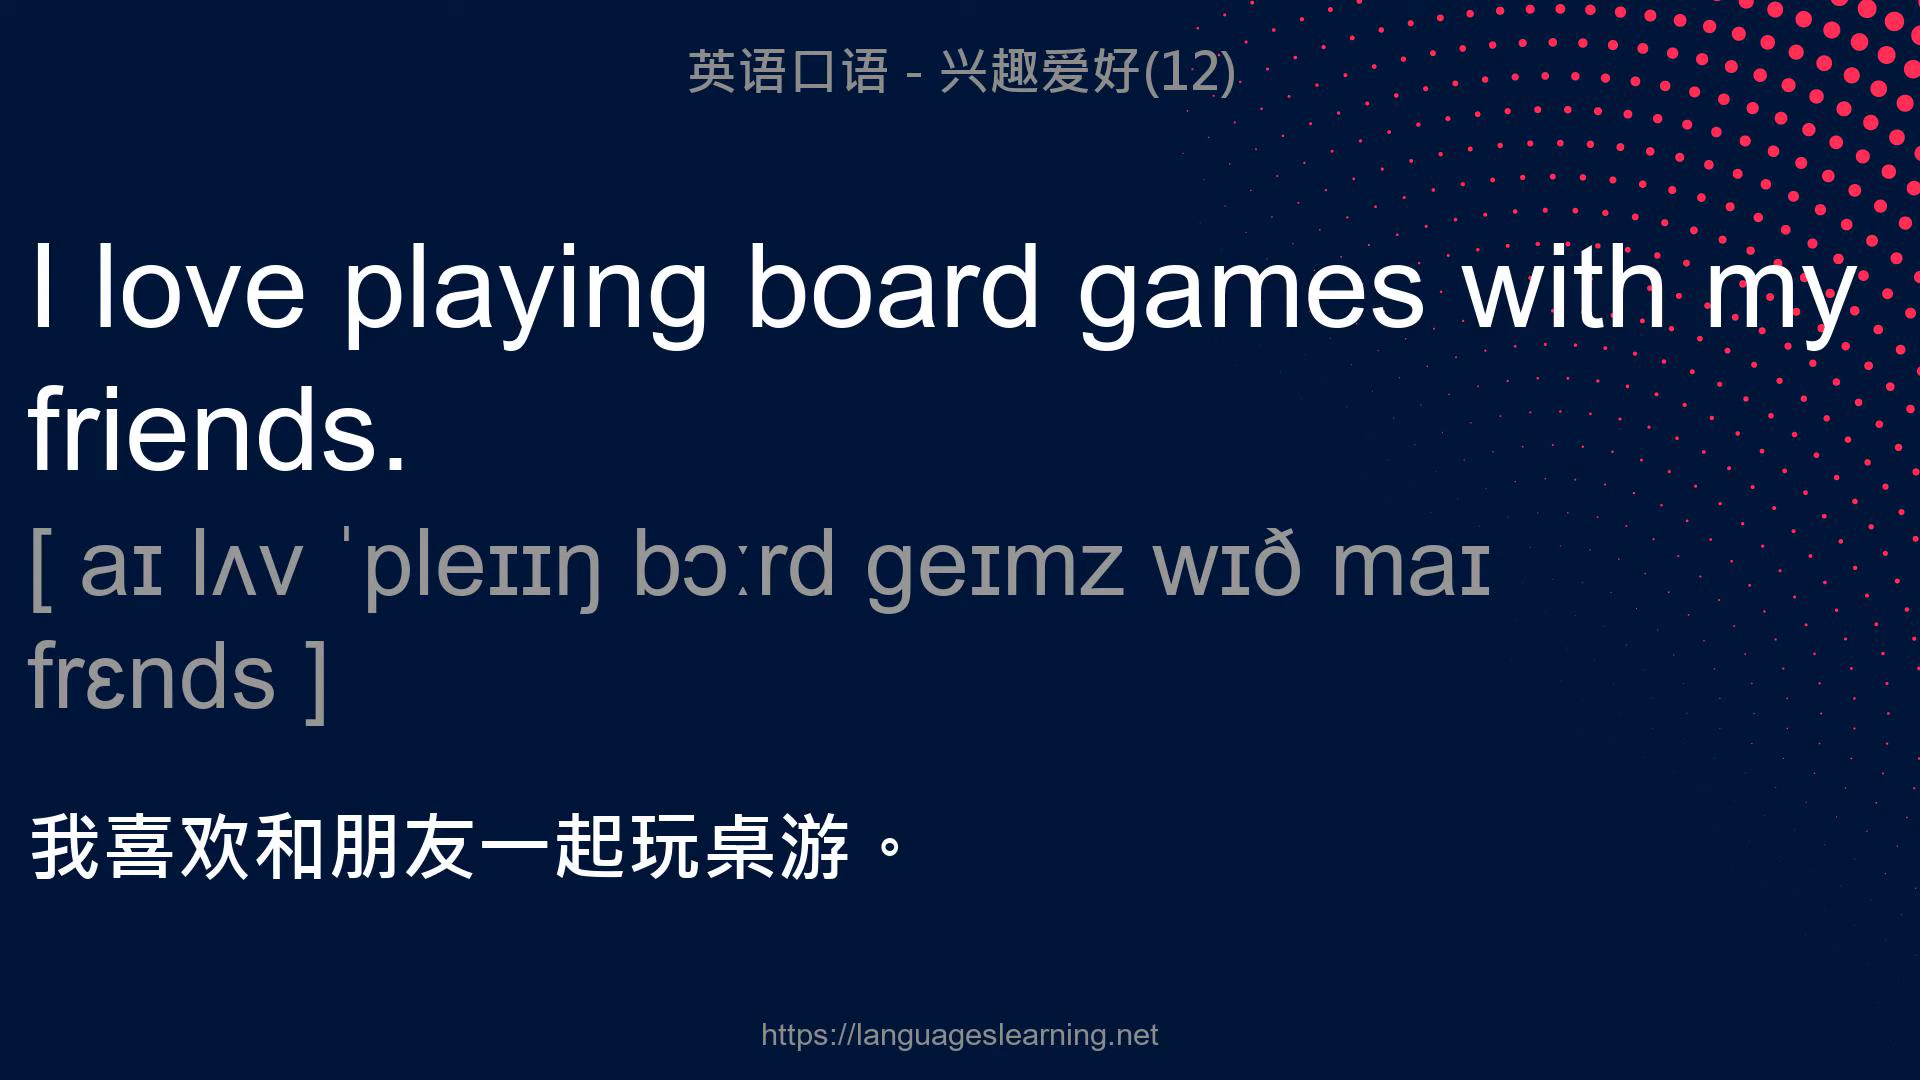 英语口语 - 兴趣爱好(12)
I love playing board games with my
friends.
[ aɪ lʌv ˈpleɪɪŋ bɔːrd geɪmz wɪð maɪ
frɛnds ]
我喜欢和朋友一起玩桌游。
https://languageslearning.net